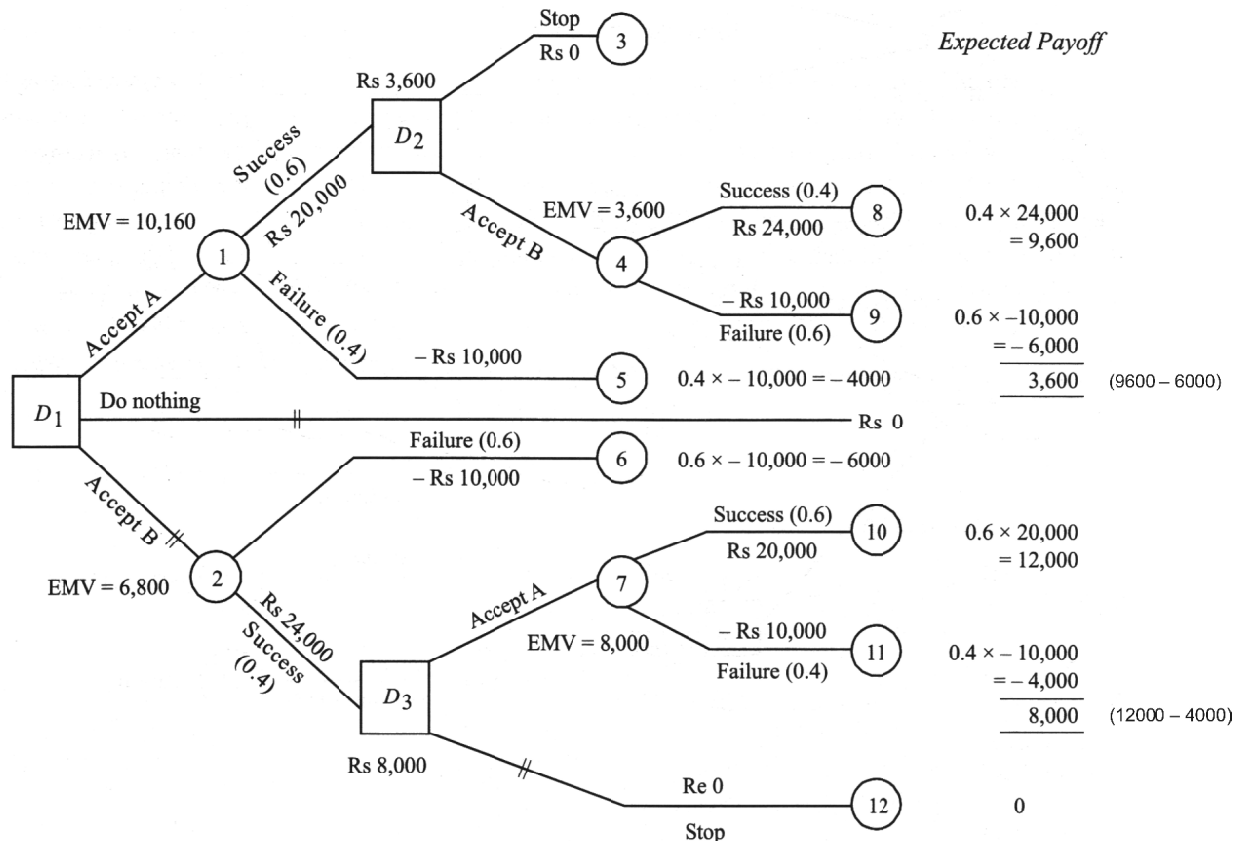 Stop
3
Rs 0
Expected Payoff
Rs 3,600
D2
Success
(0.6)
Rs 20,000
EMV = 10,160
1
Accept B
EMV = 3,600
4
Success (0.4)
Rs 24,000
8
0.4 × 24,000
= 9,600
– Rs 10,000
Failure (0.6)
9
0.6 × –10,000
= – 6,000
3,600 (9600 – 6000)
Accept A
Failure (0.4)
– Rs 10,000
5
0.4 × – 10,000 = – 4000
D1
Do nothing
Rs 0
Failure (0.6)
– Rs 10,000
6
0.6 × – 10,000 = – 6000
Accept B
EMV = 6,800
2
Rs 24,000
Success
(0.4)
Accept A
7
EMV = 8,000
Success (0.6)
Rs 20,000
10
0.6 × 20,000
= 12,000
– Rs 10,000
Failure (0.4)
11
0.4 × – 10,000
= – 4,000
8,000 (12000 – 4000)
D3
Rs 8,000
Re 0
Stop
12
0